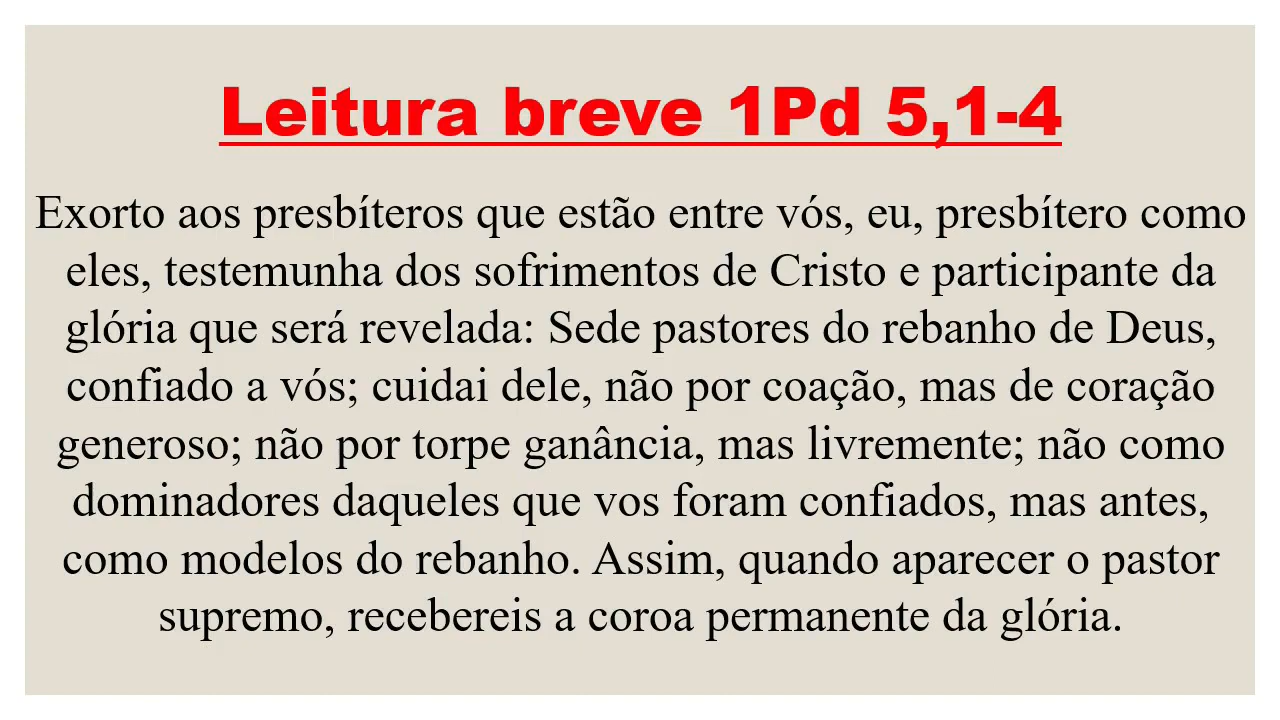 Leitura breve 1Pd 5,1-4
Exorto aos presbíteros que estão entre vós, eu, presbítero como
eles, testemunha dos sofrimentos de Cristo e participante da
glória que será revelada: Sede pastores do rebanho de Deus,
confiado a vós; cuidai dele, não por coação, mas de coração
generoso; não por torpe ganância, mas livremente; não como
dominadores daqueles que vos foram confiados, mas antes,
como modelos do rebanho. Assim, quando aparecer o pastor
supremo, recebereis a coroa permanente da glória.